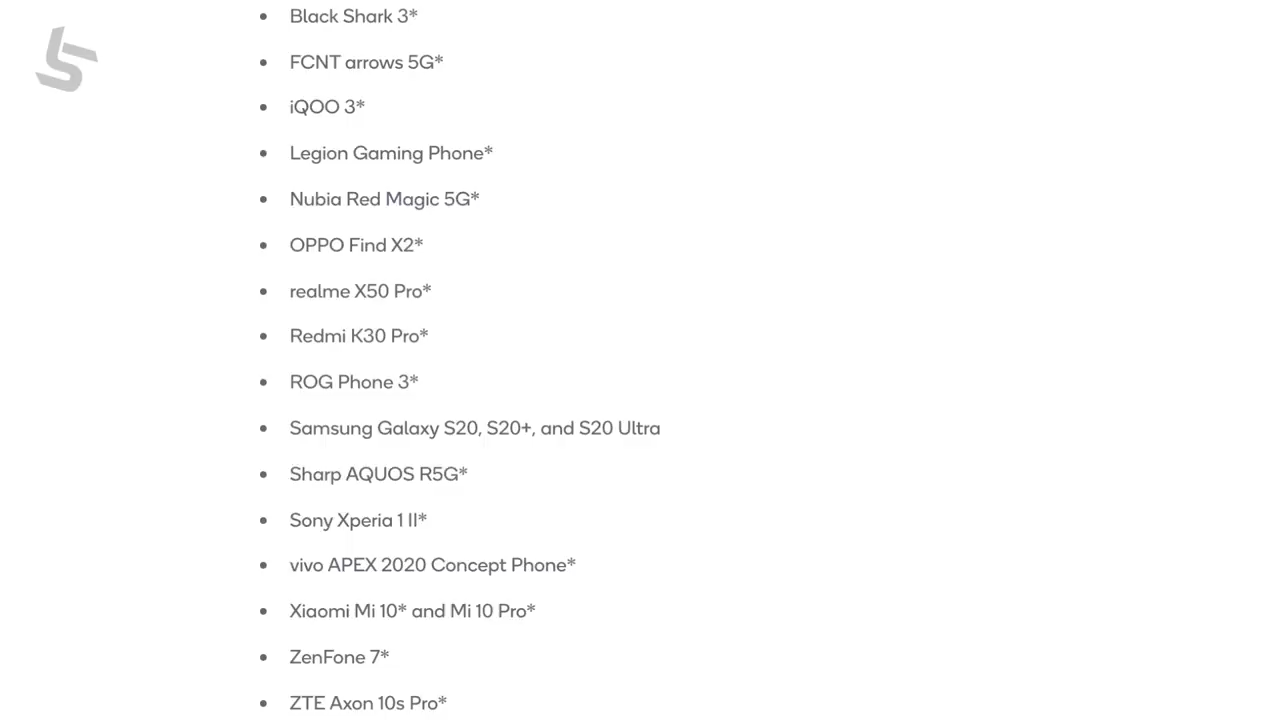 Black Shark 3*
FCNT arrows 5G*
iQOO 3*
Legion Gaming Phone*
Nubia Red Magic 5G*
OPPO Find X2*
realme X50 Pro*
Redmi K30 Pro*
ROG Phone 3*
Samsung Galaxy S20, S20+, and S20 Ultra
Sharp AQUOS R5G*
Sony Xperia 1 II*
vivo APEX 2020 Concept Phone*
Xiaomi Mi 10* and Mi 10 Pro*
ZenFone 7*
ZTE Axon 10s Pro*